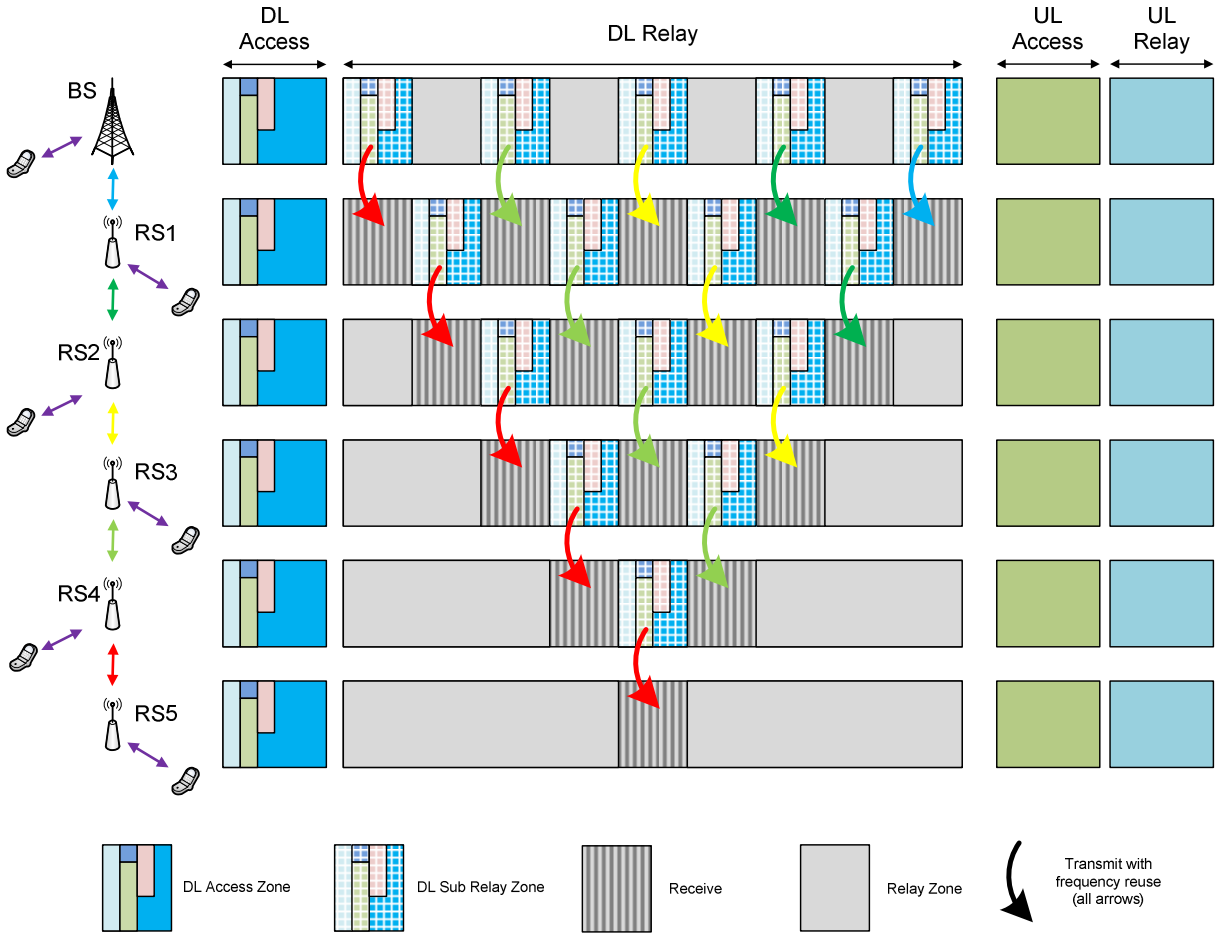 DL
Access
DL Relay
UL
Access
UL
Relay
BS
RS1
RS2
RS3
RS4
RS5
DL Access Zone
DL Sub Relay Zone
Receive
Relay Zone
Transmit with
frequency reuse
(all arrows)